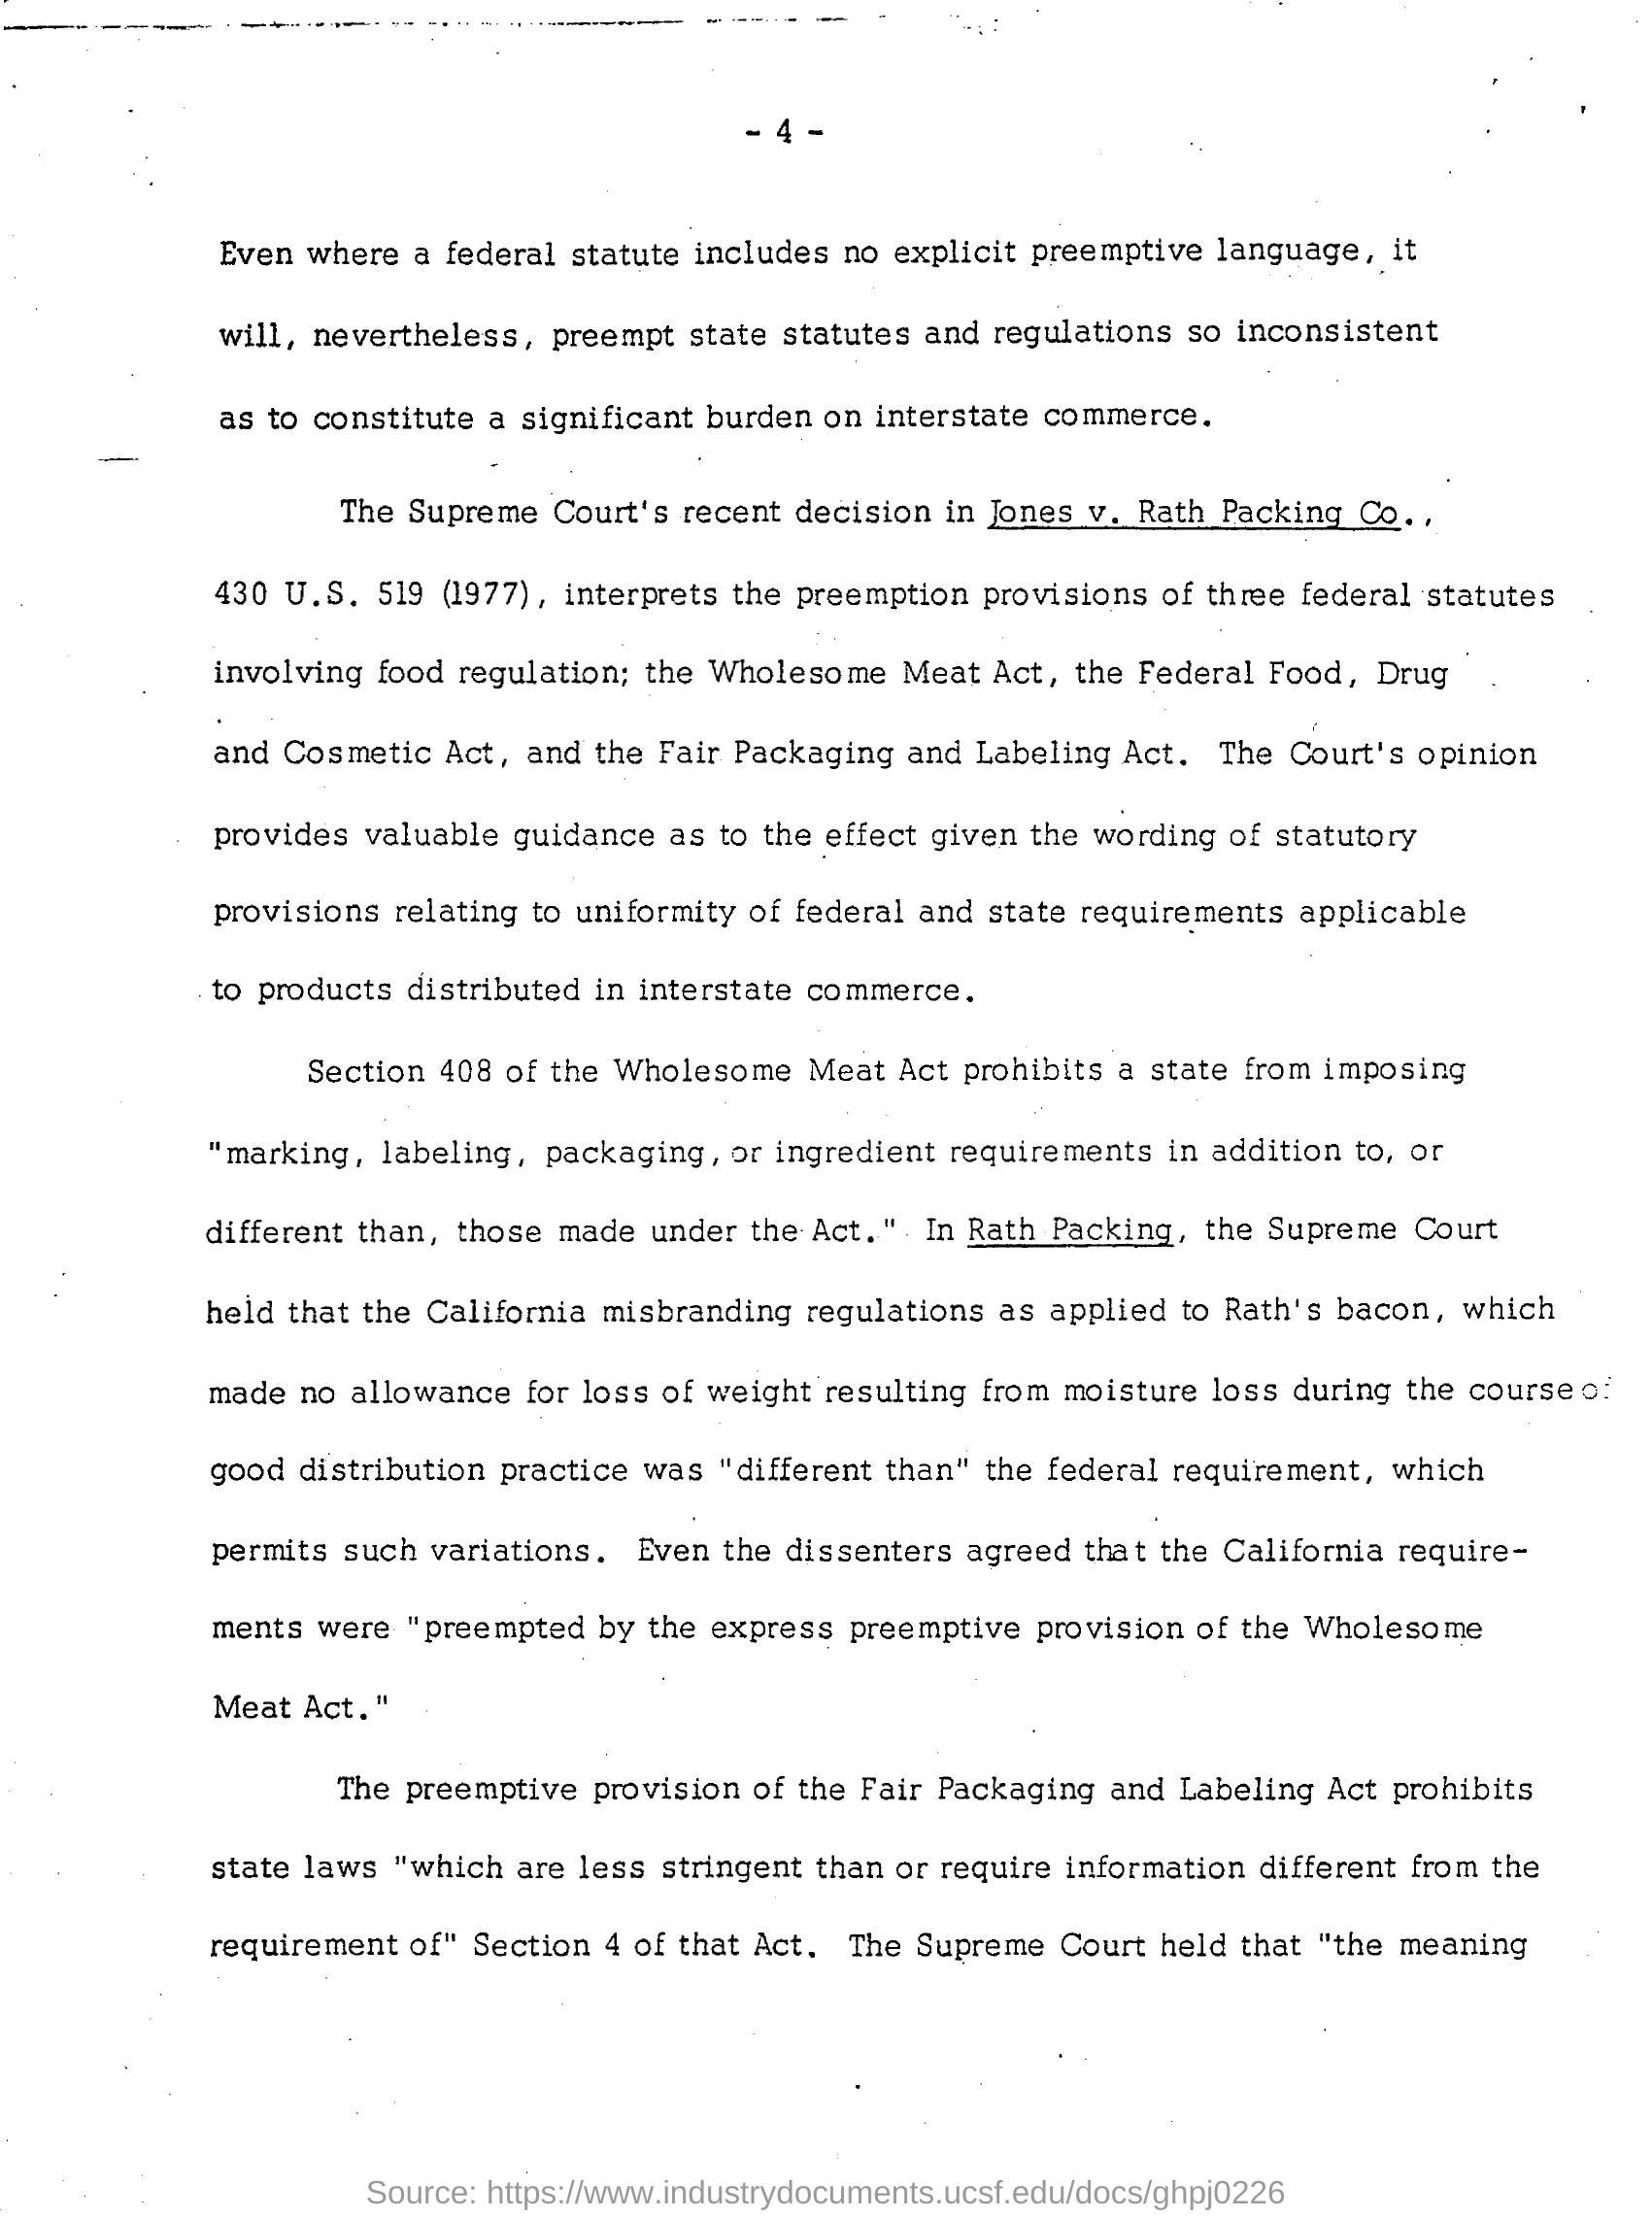 - 4 -
Even where a federal statute includes no explicit preemptive language, it
will, nevertheless, preempt state statutes and regulations so inconsistent
as to constitute a significant burden on interstate commerce.
The Supreme Court's recent decision in Jones v. Rath Packing Co.,
430 U.S. 519 (1977), interprets the preemption provisions of three federal statutes
involving food regulation; the Wholesome Meat Act, the Federal Food, Drug
and Cosmetic Act, and the Fair Packaging and Labeling Act. The Court's opinion
provides valuable guidance as to the effect given the wording of statutory
provisions relating to uniformity of federal and state requirements applicable
to products distributed in interstate commerce.
Section 408 of the Wholesome Meat Act prohibits a state from imposing
"marking, labeling, packaging, or ingredient requirements in addition to, or
different than, those made under the Act." In Rath Packing, the Supreme Court
held that the California misbranding regulations as applied to Rath's bacon, which
made no allowance for loss of weight resulting from moisture loss during the course of
good distribution practice was "different than" the federal requirement, which
permits such variations. Even the dissenters agreed that the California require-
ments were "preempted by the express preemptive provision of the Wholesome
Meat Act."
The preemptive provision of the Fair Packaging and Labeling Act prohibits
state laws "which are less stringent than or require information different from the
requirement of" Section 4 of that Act. The Supreme Court held that "the meaning
Source: https://www.industrydocuments.ucsf.edu/docs/ghpj0226